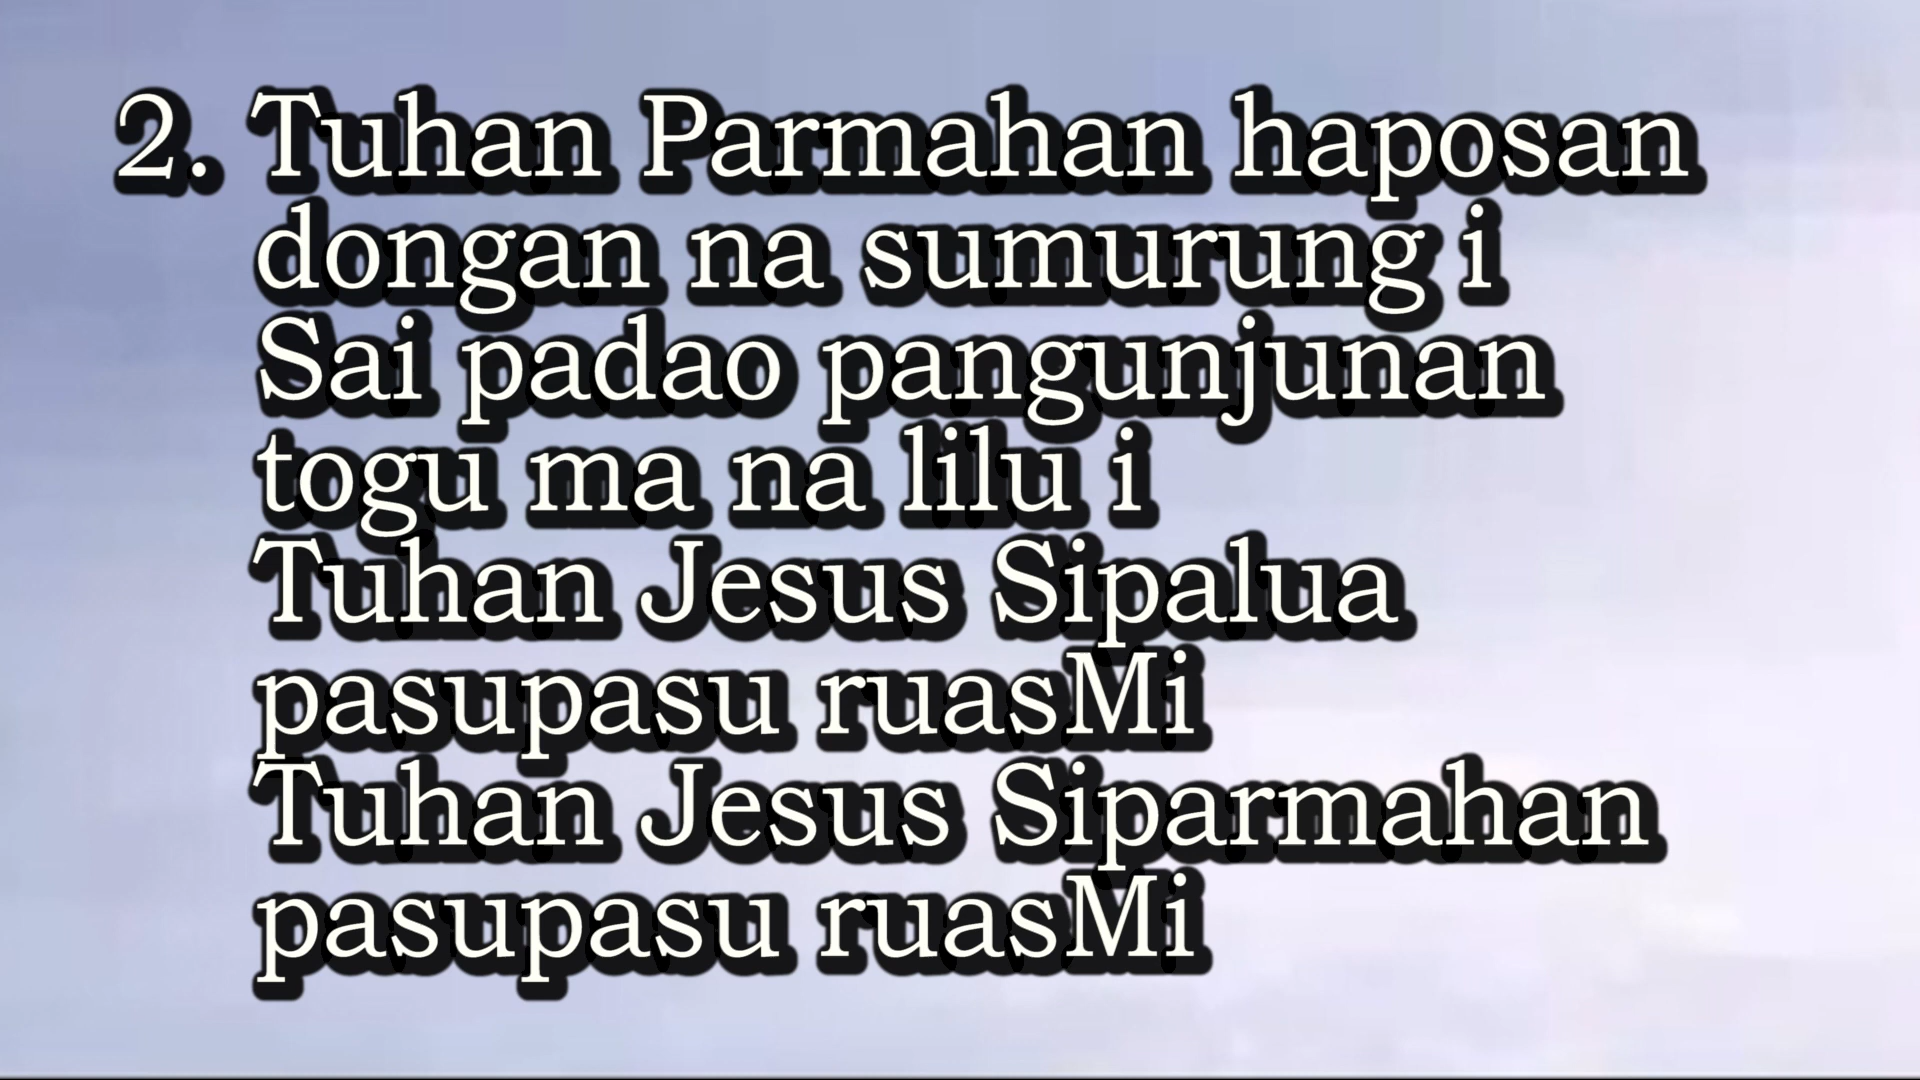 2. Tuhan Parmahan haposan
dongan na sumurung i
Sai padao pangunjunan
togu ma na lilu i
Tuhan Jesus Sipalua
pasupasu ruasMi
Tuhan Jesus Siparmahan
pasupasu ruasMi